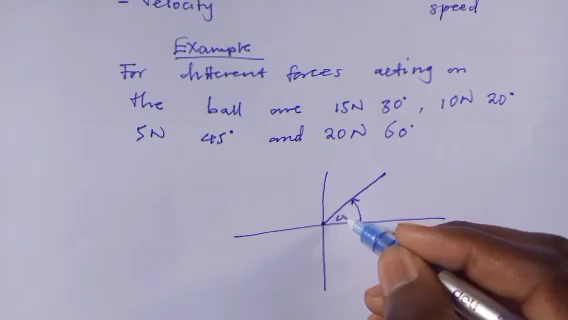 - Velocity speed
Example
For different forces acting on
the ball are 15N 30°, 10N 20°
5N 45° and 20N 60°